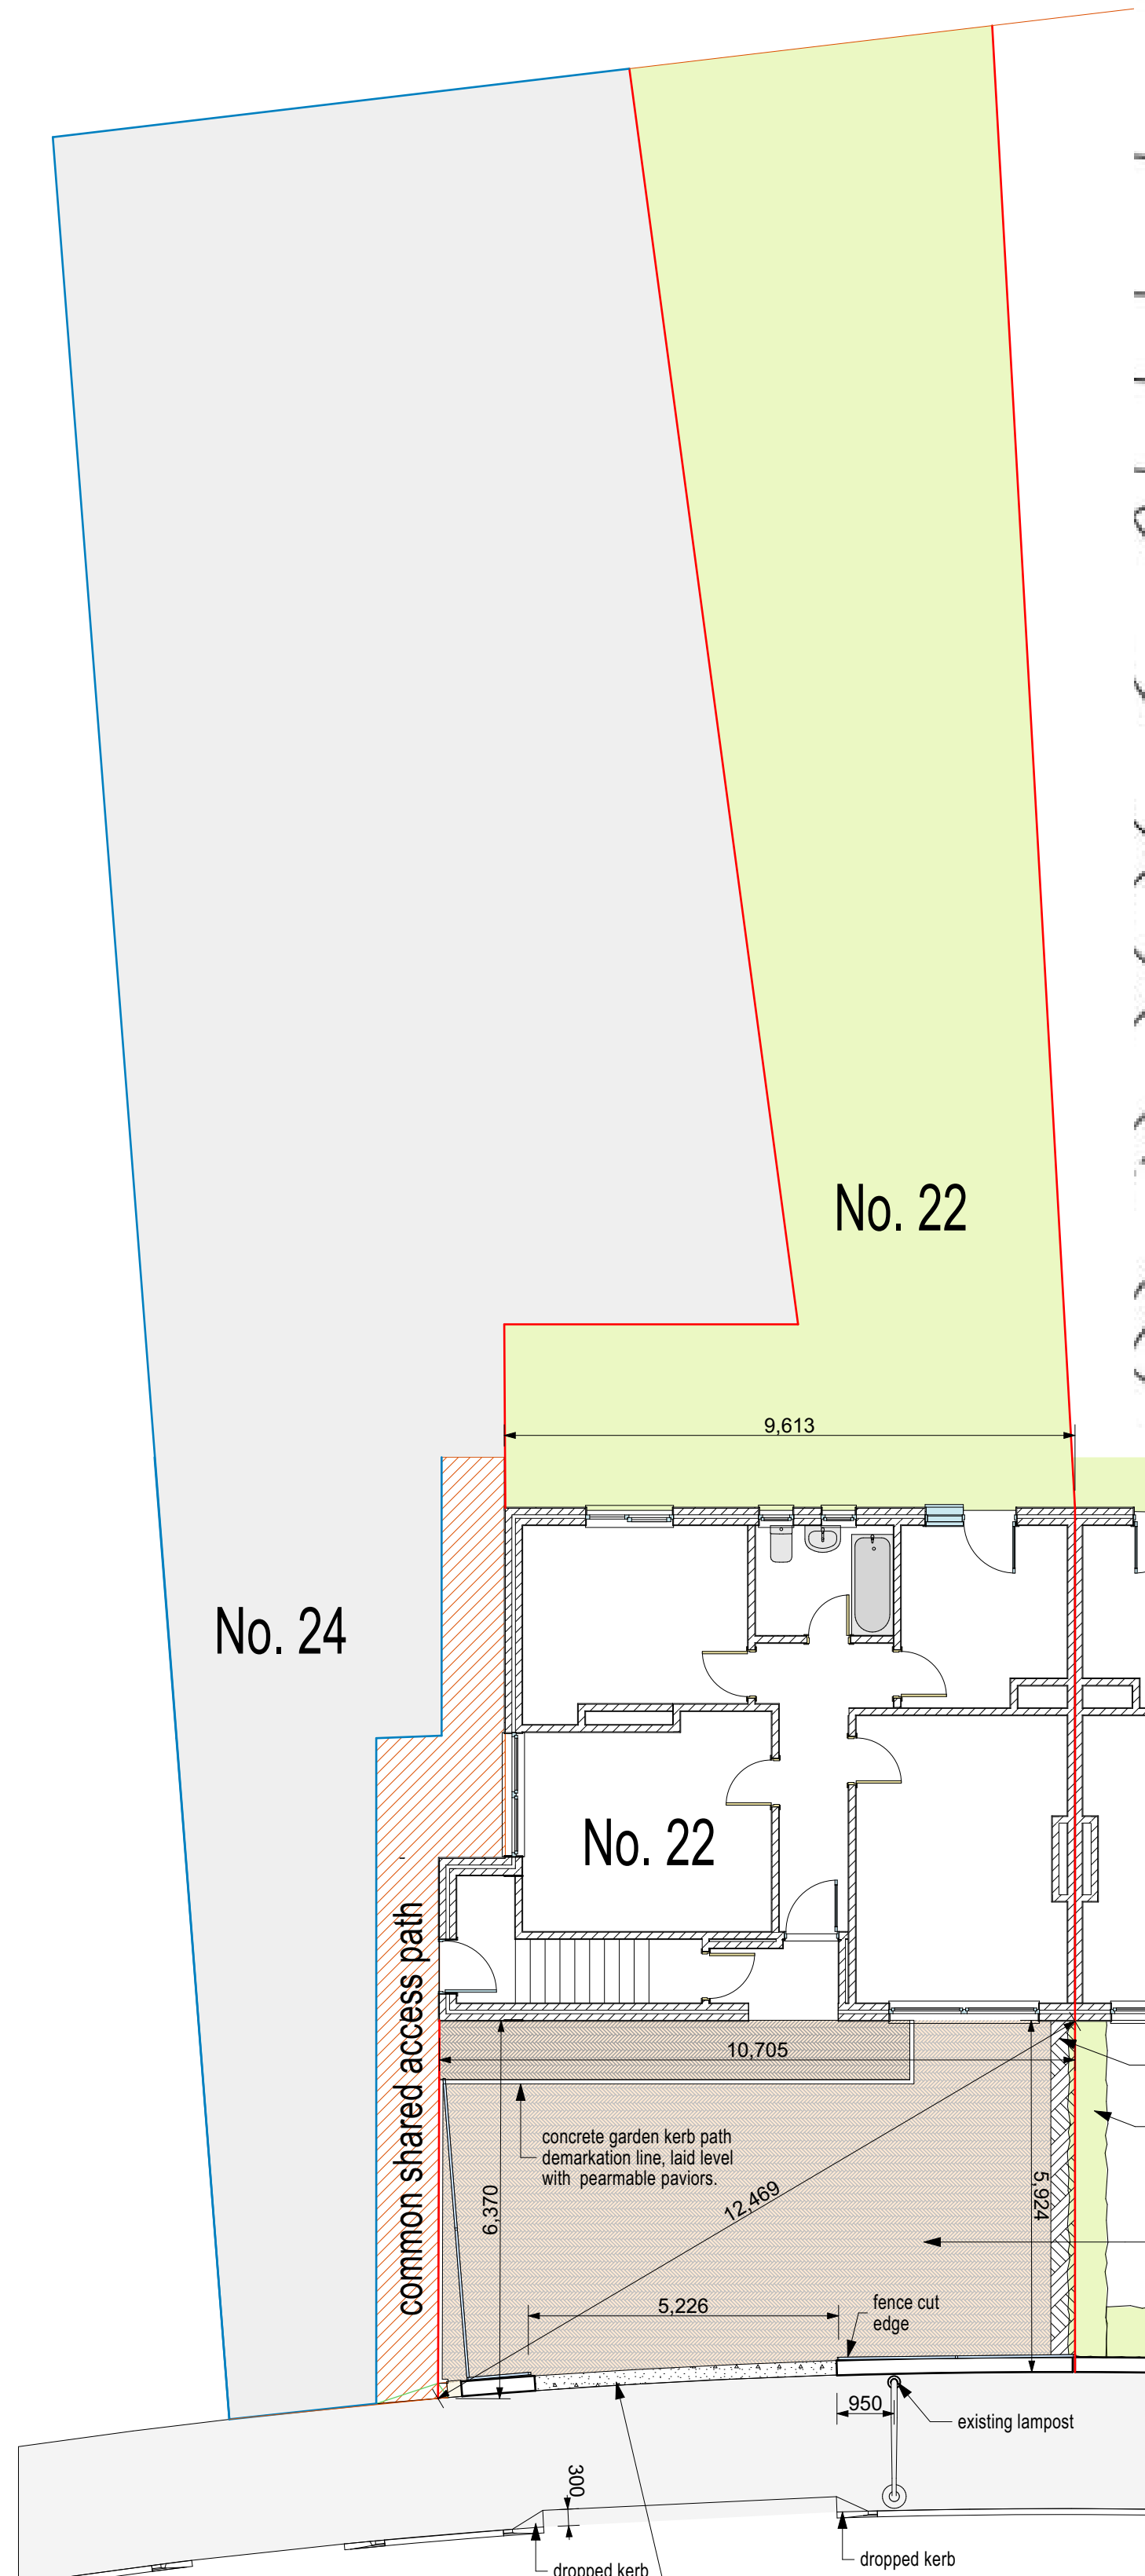 No. 22
9,613
No. 24
No. 22
common shared access path
10,705
concrete garden kerb path
demarkation line, laid level
with pearmable paviors.
6,370
12,469
5,924
5,226
fence cut
edge
950
existing lampost
300
dropped kerb
dropped kerb